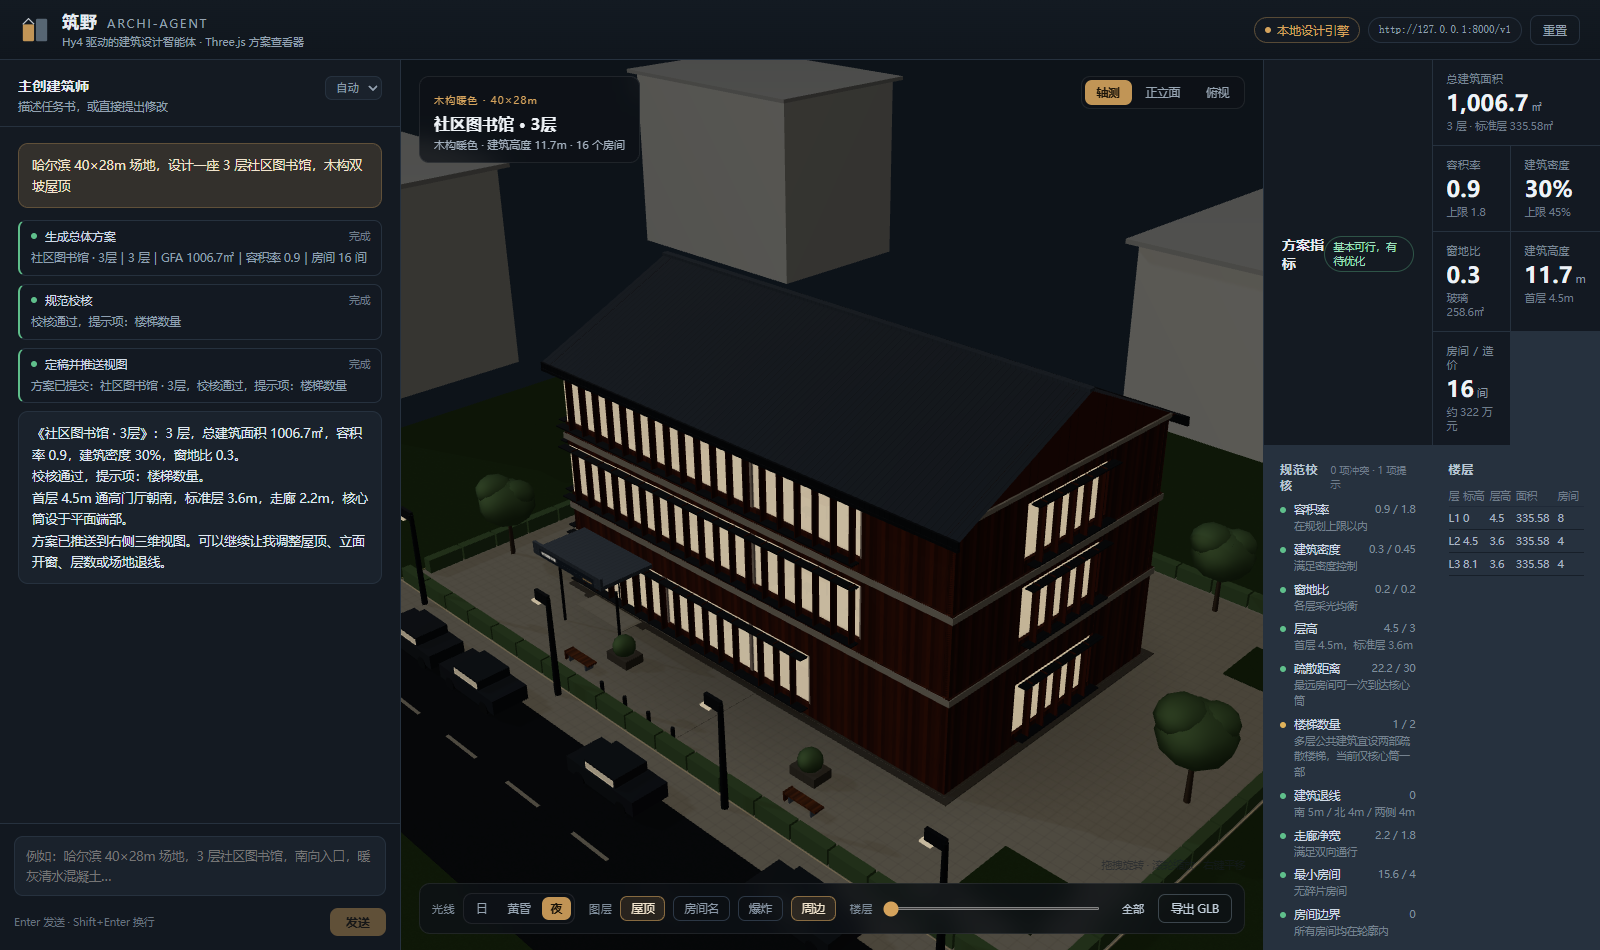 筑野 ARCHI-AGENT
Hy4 驱动的建筑设计智能体 · Three.js 方案查看器
本地设计引擎
http://127.0.0.1:8000/v1
重置
主创建筑师
描述任务书，或直接提出修改
自动
哈尔滨 40×28m 场地，设计一座 3 层社区图书馆，木构双
坡屋顶
生成总体方案 完成
社区图书馆 · 3层 | 3 层 | GFA 1006.7㎡ | 容积率 0.9 | 房间 16 间
规范校核 完成
校核通过，提示项：楼梯数量
定稿并推送视图 完成
方案已提交：社区图书馆 · 3层，校核通过，提示项：楼梯数量
《社区图书馆 · 3层》：3 层，总建筑面积 1006.7㎡，容积
率 0.9，建筑密度 30%，窗地比 0.3。
校核通过，提示项：楼梯数量。
首层 4.5m 通高门厅朝南，标准层 3.6m，走廊 2.2m，核心
筒设于平面端部。
方案已推送到右侧三维视图。可以继续让我调整屋顶、立面
开窗、层数或场地退线。
例如：哈尔滨 40×28m 场地，3 层社区图书馆，南向入口，暖
灰清水混凝土...
Enter 发送 · Shift+Enter 换行
发送
木构暖色 · 40×28m
社区图书馆 • 3层
木构暖色 · 建筑高度 11.7m · 16 个房间
轴测 正立面 俯视
拖拽旋转
光线 日 黄昏 夜 图层 屋顶 房间名 爆炸 周边 楼层 全部 导出 GLB
方案指
标
基本可行，有
待优化
总建筑面积
1,006.7 ㎡
3 层 · 标准层 335.58㎡
容积率
0.9
上限 1.8
建筑密度
30%
上限 45%
窗地比
0.3
玻璃
258.6㎡
建筑高度
11.7 m
首层 4.5m
房间 / 造
价
16 间
约 322 万
元
规范校
核
0 项冲突 · 1 项提
示
容积率 0.9 / 1.8
在规划上限以内
建筑密度 0.3 / 0.45
满足密度控制
窗地比 0.2 / 0.2
各层采光均衡
层高 4.5 / 3
首层 4.5m，标准层 3.6m
疏散距离 22.2 / 30
最远房间可一次到达核心
筒
楼梯数量 1 / 2
多层公共建筑宜设两部疏
散楼梯，当前仅核心筒一
部
建筑退线 0
南 5m / 北 4m / 两侧 4m
走廊净宽 2.2 / 1.8
满足双向通行
最小房间 15.6 / 4
无碎片房间
房间边界 0
所有房间均在轮廓内
楼层
层 标高 层高 面积 房间
L1 0 4.5 335.58 8
L2 4.5 3.6 335.58 4
L3 8.1 3.6 335.58 4